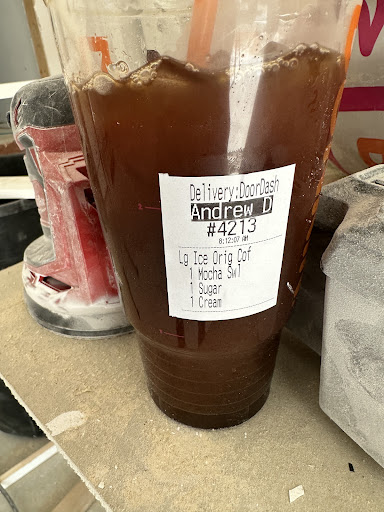 Delivery:DoorDash
Andrew D
#4213
8:12:07 AM
Lg Ice Orig Cof
1 Mocha Swl
1 Sugar
1 Cream